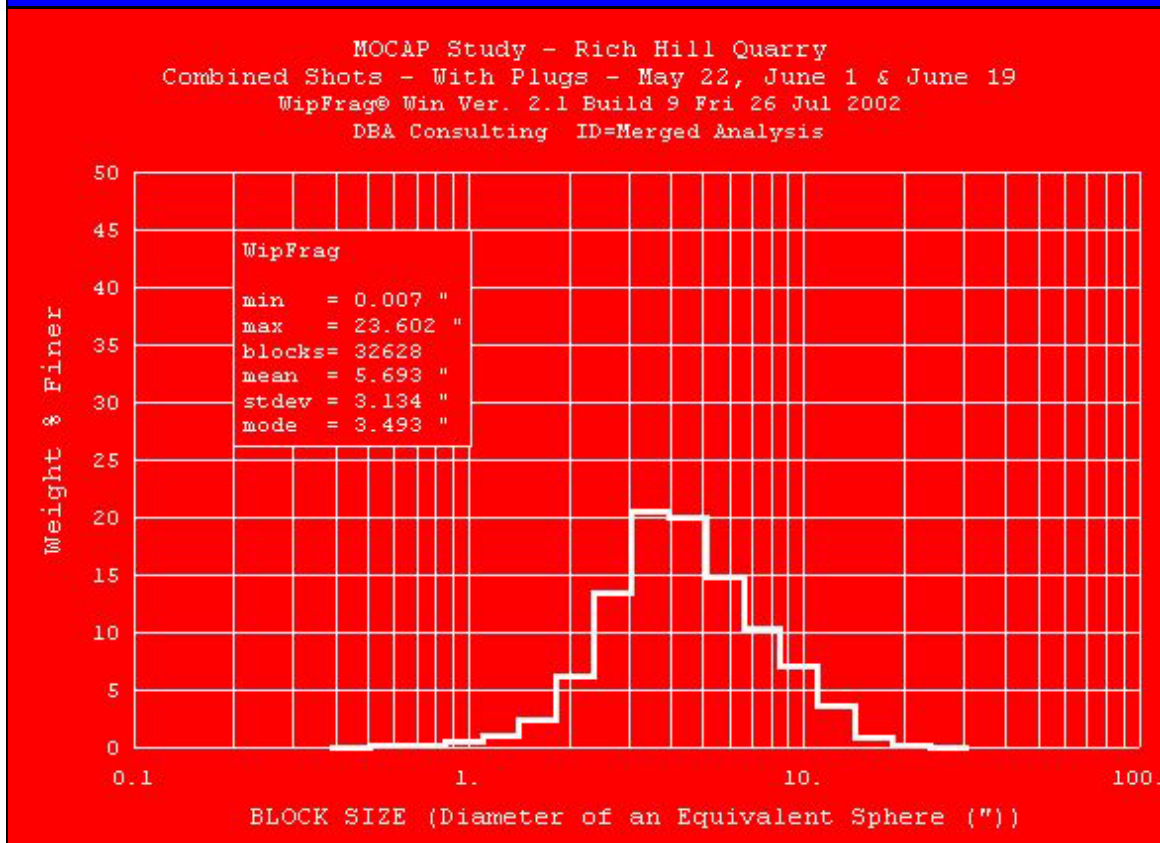 MOCAP Study - Rich Hill Quarry
Combined Shots - With Plugs - May 22, June 1 & June 19
WipFrag® Win Ver. 2.1 Build 9 Fri 26 Jul 2002
DBA Consulting ID=Merged Analysis
50
45
40
35
30
25
20
15
10
5
0
Weight % Finer
WipFrag
min = 0.007 "
max = 23.602 "
blocks= 32628
mean = 5.693 "
stdev = 3.134 "
mode = 3.493 "
0.1 1. 10. 100.
BLOCK SIZE (Diameter of an Equivalent Sphere ("))